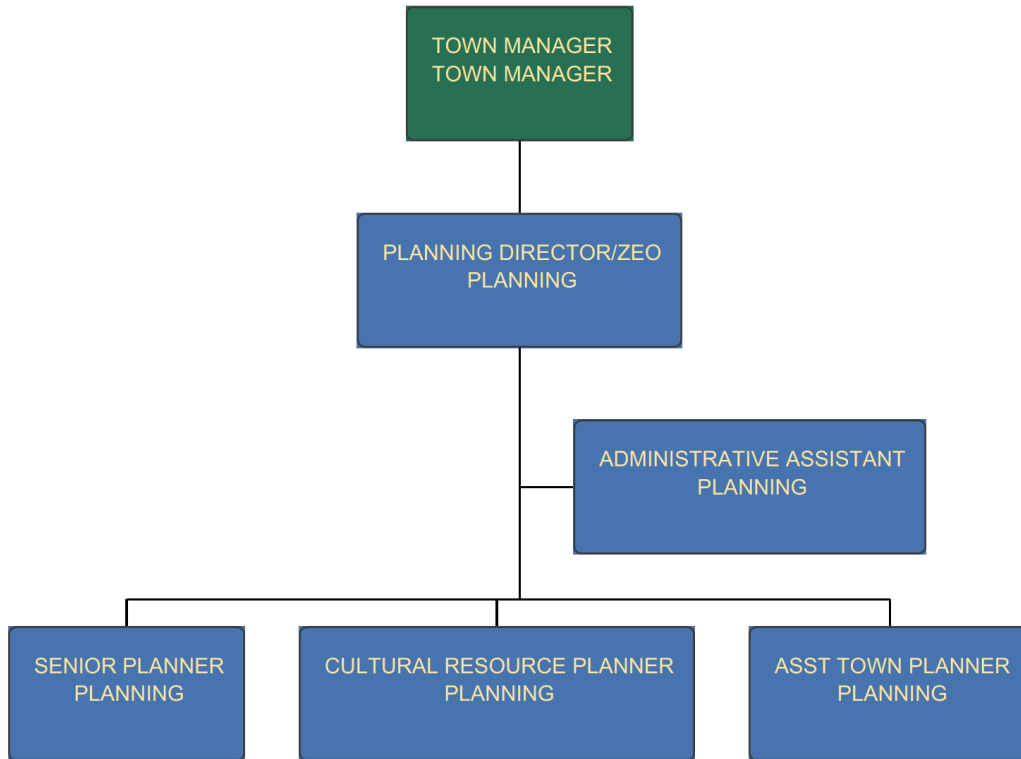 TOWN MANAGER
TOWN MANAGER
PLANNING DIRECTOR/ZEO
PLANNING
ADMINISTRATIVE ASSISTANT
PLANNING
SENIOR PLANNER
PLANNING
CULTURAL RESOURCE PLANNER
PLANNING
ASST TOWN PLANNER
PLANNING